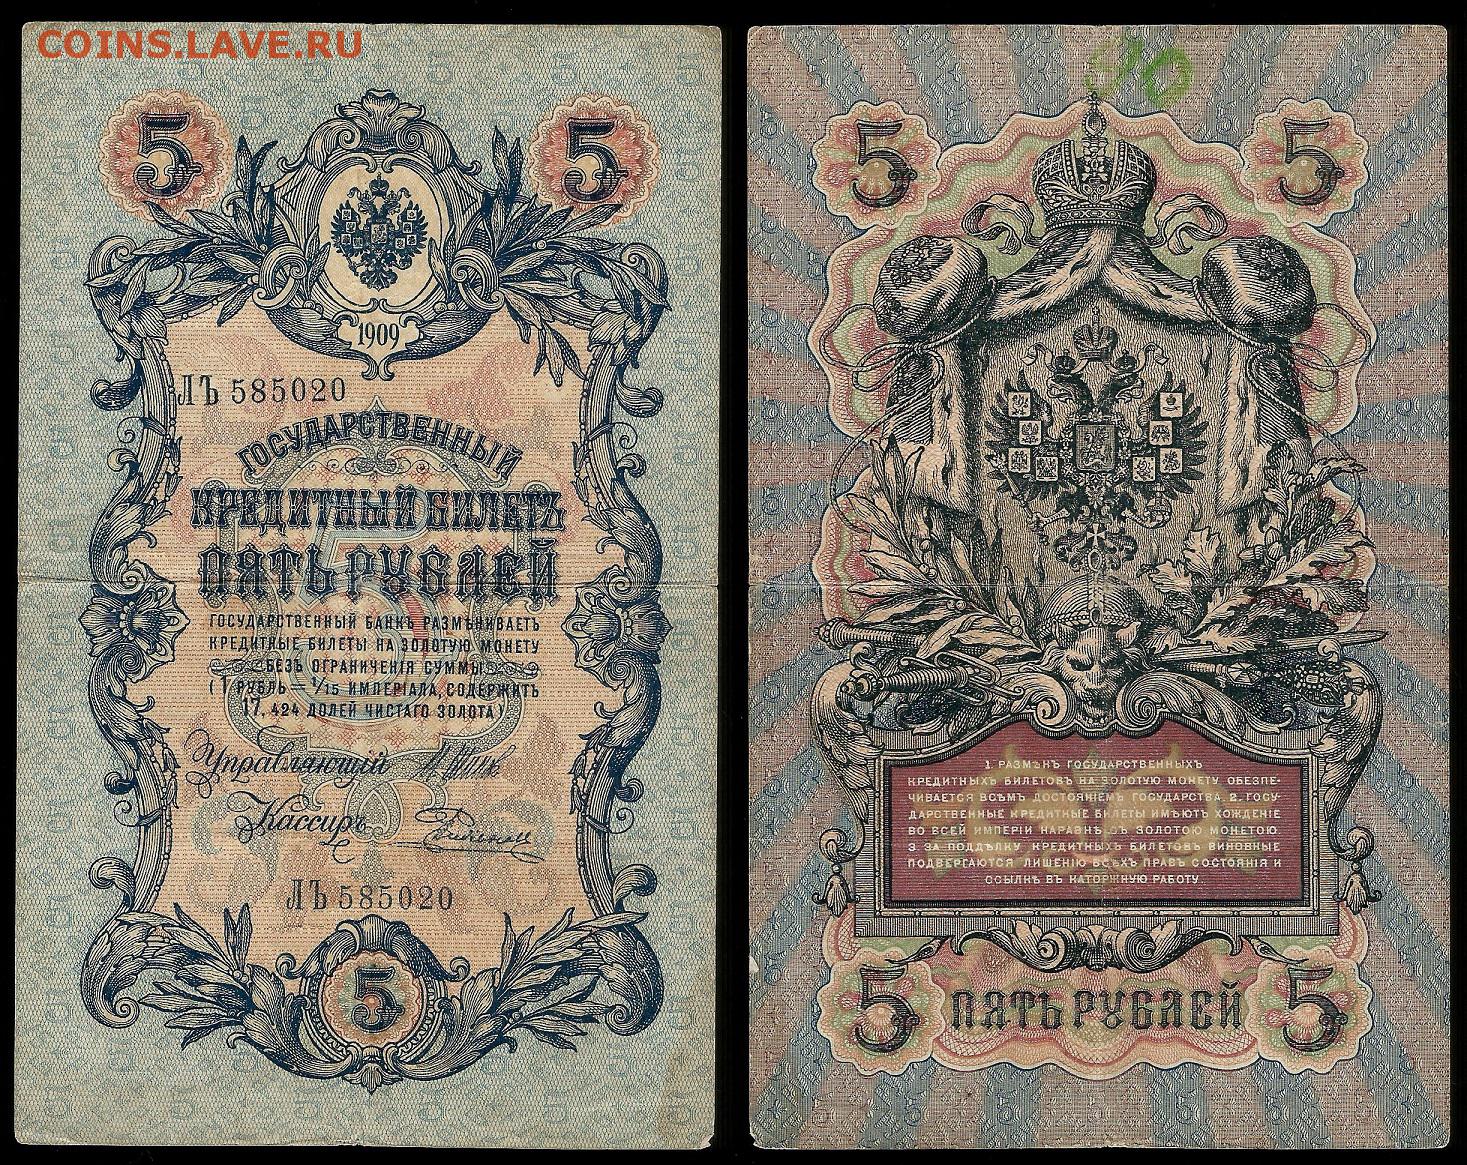 COINS.LAVE.RU
5 5
1909
ЛЪ 585020
ГОСУДАРСТВЕННЫЙ
КРЕДИТНЫЙ БИЛЕТЪ
ПЯТЬ РУБЛЕЙ
5
ГОСУДАРСТВЕННЫЙ БАНКЪ РАЗМѢНИВАЕТЪ
КРЕДИТНЫЕ БИЛЕТЫ НА ЗОЛОТУЮ МОНЕТУ
БЕЗЪ ОГРАНИЧЕНІЯ СУММЫ
(1 РУБЛЬ = 1/15 ИМПЕРІАЛА, СОДЕРЖИТЪ
17,424 ДОЛЕЙ ЧИСТАГО ЗОЛОТА)
Управляющій
Кассиръ
ЛЪ 585020
5
90
5 5
1. РАЗМѢНЪ ГОСУДАРСТВЕННЫХЪ
КРЕДИТНЫХЪ БИЛЕТОВЪ НА ЗОЛОТУЮ МОНЕТУ ОБЕЗПЕ-
ЧИВАЕТСЯ ВСѢМЪ ДОСТОЯНІЕМЪ ГОСУДАРСТВА. 2. ГОСУ-
ДАРСТВЕННЫЕ КРЕДИТНЫЕ БИЛЕТЫ ИМѢЮТЪ ХОЖДЕНІЕ
ВО ВСЕЙ ИМПЕРІИ НАРАВНѢ СЪ ЗОЛОТОЮ МОНЕТОЮ.
3. ЗА ПОДДѢЛКУ КРЕДИТНЫХЪ БИЛЕТОВЪ ВИНОВНЫЕ
ПОДВЕРГАЮТСЯ ЛИШЕНІЮ ВСѢХЪ ПРАВЪ СОСТОЯНІЯ И
ССЫЛКѢ ВЪ КАТОРЖНУЮ РАБОТУ.
5 ПЯТЬ РУБЛЕЙ 5